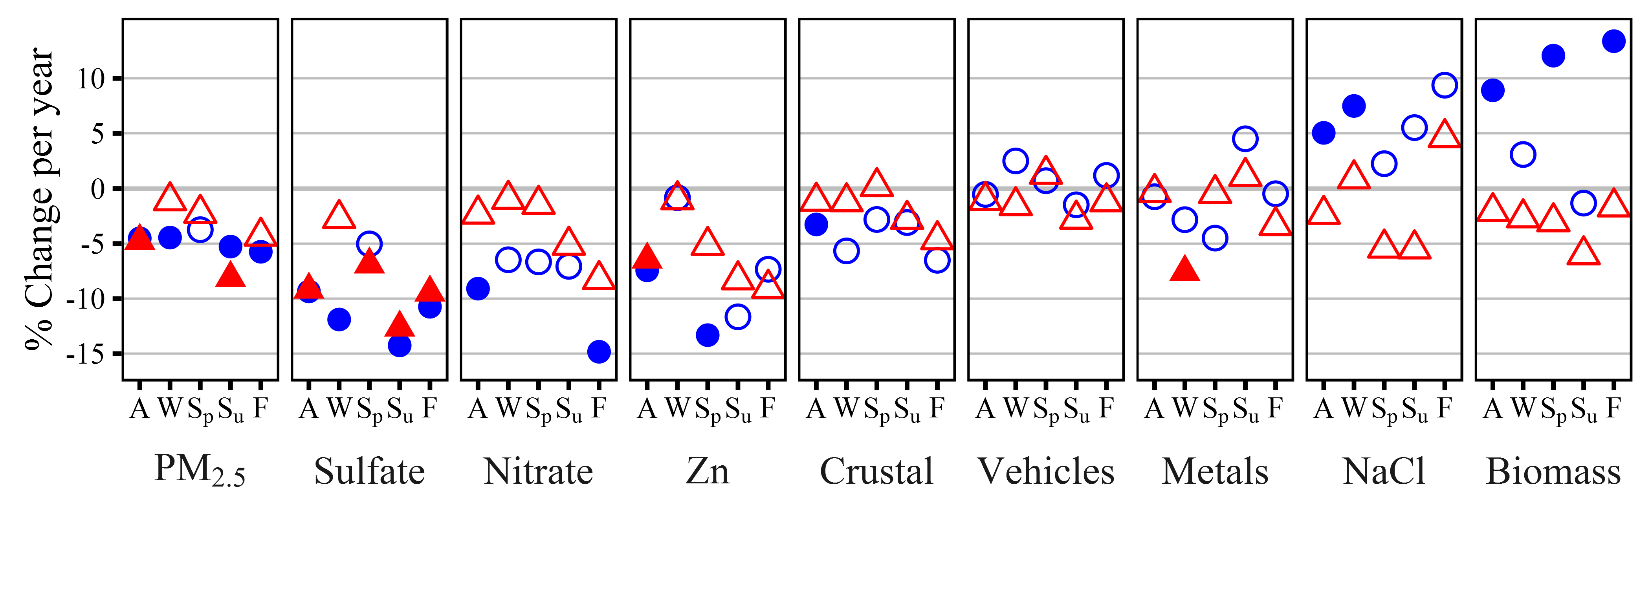 % Change per year
10
5
0
-5
-10
-15
A W Sp Su F A W Sp Su F A W Sp Su F A W Sp Su F A W Sp Su F A W Sp Su F A W Sp Su F A W Sp Su F A W Sp Su F
PM2.5 Sulfate Nitrate Zn Crustal Vehicles Metals NaCl Biomass